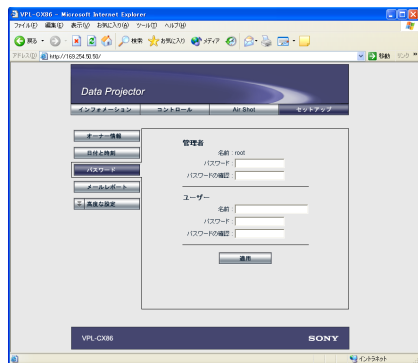 VPL-CX86 - Microsoft Internet Explorer
ファイル(F) 編集(E) 表示(V) お気に入り(A) ツール(T) ヘルプ(H)
戻る 検索 お気に入り メディア
アドレス(D) http://169.254.50.50/ 移動 リンク »
Data Projector
インフォメーション コントロール Air Shot セットアップ
オーナー情報
日付と時刻
パスワード
メールレポート
高度な設定
管理者
名前 : root
パスワード :
パスワードの確認 :
ユーザー
名前 :
パスワード :
パスワードの確認 :
適用
VPL-CX86 SONY
イントラネット